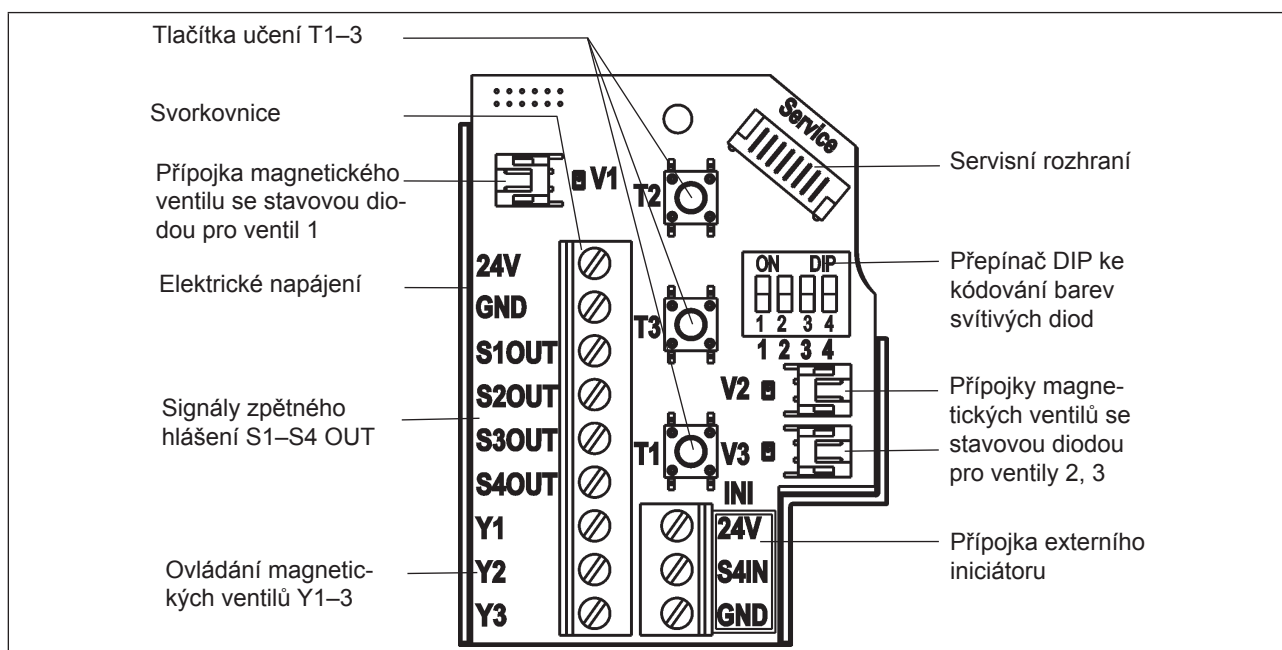 Tlačítka učení T1–3
Svorkovnice
Přípojka magnetického
ventilu se stavovou dio-
dou pro ventil 1
Elektrické napájení
Signály zpětného
hlášení S1–S4 OUT
Ovládání magnetic-
kých ventilů Y1–3
Service
V1
T2
24V
GND
S1OUT
S2OUT
S3OUT
S4OUT
Y1
Y2
Y3
T3
T1
ON DIP
1 2 3 4
1 2 3 4
V2
V3
INI
24V
S4IN
GND
Servisní rozhraní
Přepínač DIP ke
kódování barev
svítivých diod
Přípojky magne-
tických ventilů se
stavovou diodou
pro ventily 2, 3
Přípojka externího
iniciátoru